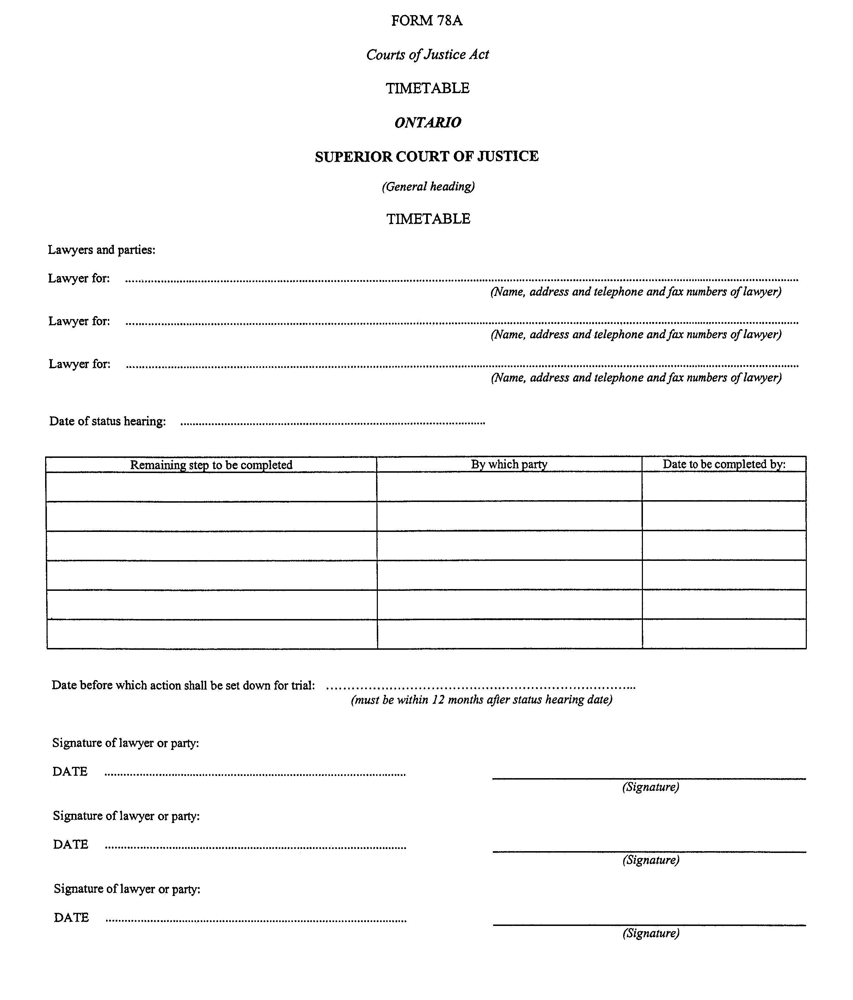 FORM 78A
Courts of Justice Act
TIMETABLE
ONTARIO
SUPERIOR COURT OF JUSTICE
(General heading)
TIMETABLE
Lawyers and parties:
Lawyer for:
(Name, address and telephone and fax numbers of lawyer)
Lawyer for:
(Name, address and telephone and fax numbers of lawyer)
Lawyer for:
(Name, address and telephone and fax numbers of lawyer)
Date of status hearing:
Remaining step to be completed By which party Date to be completed by:
Date before which action shall be set down for trial:
(must be within 12 months after status hearing date)
Signature of lawyer or party:
DATE
(Signature)
Signature of lawyer or party:
DATE
(Signature)
Signature of lawyer or party:
DATE
(Signature)